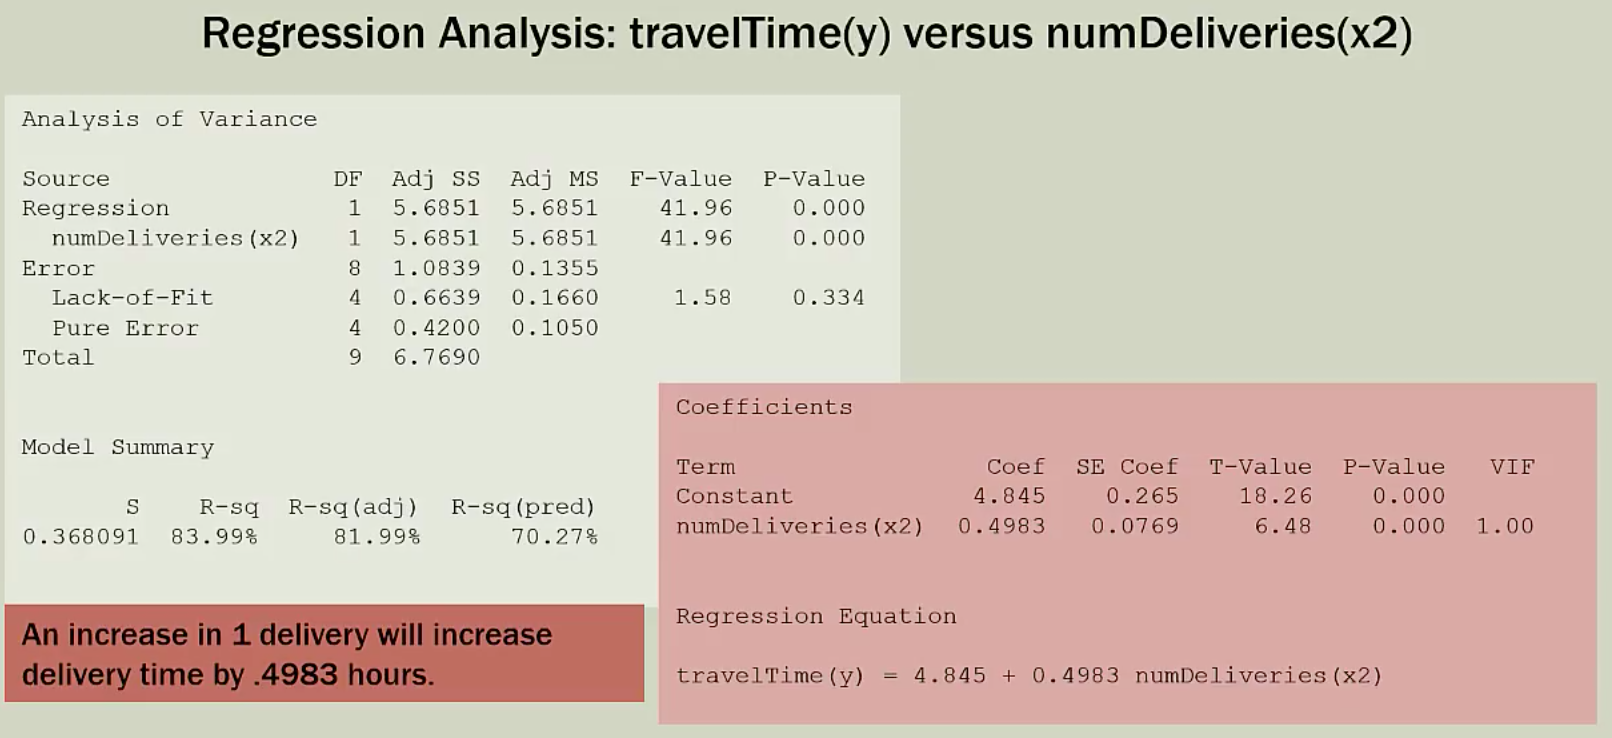 Regression Analysis: travelTime(y) versus numDeliveries(x2)
Analysis of Variance
Source DF Adj SS Adj MS F-Value P-Value
Regression 1 5.6851 5.6851 41.96 0.000
numDeliveries(x2) 1 5.6851 5.6851 41.96 0.000
Error 8 1.0839 0.1355
Lack-of-Fit 4 0.6639 0.1660 1.58 0.334
Pure Error 4 0.4200 0.1050
Total 9 6.7690
Model Summary
S R-sq R-sq(adj) R-sq(pred)
0.368091 83.99% 81.99% 70.27%
An increase in 1 delivery will increase
delivery time by .4983 hours.
Coefficients
Term Coef SE Coef T-Value P-Value VIF
Constant 4.845 0.265 18.26 0.000
numDeliveries(x2) 0.4983 0.0769 6.48 0.000 1.00
Regression Equation
travelTime(y) = 4.845 + 0.4983 numDeliveries(x2)